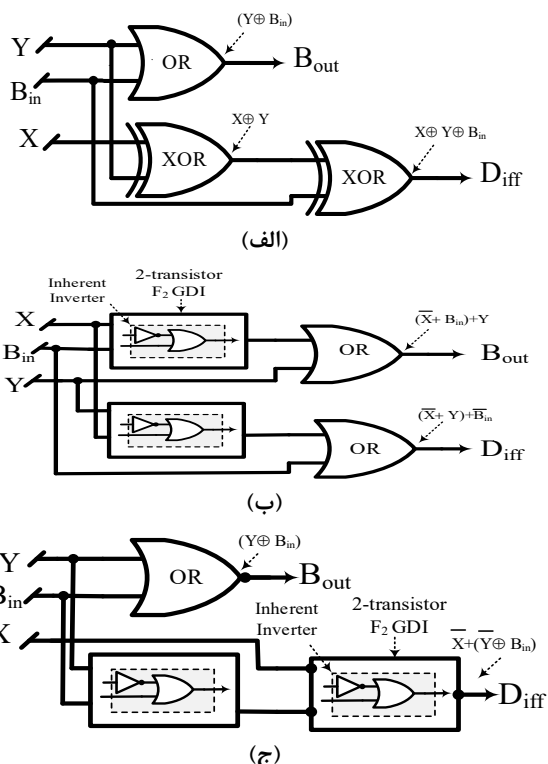 (Y⊕ Bin)
Y
OR
Bout
Bin
X
X⊕ Y
XOR
X⊕ Y⊕ Bin
XOR
Diff
(الف)
Inherent
Inverter
2-transistor
F2 GDI
X
Bin
Y
(X̅+ Bin)+Y
OR
Bout
(X̅+ Y)+B̅in
OR
Diff
(ب)
(Y⊕ Bin)
Y
OR
Bout
Bin
X
Inherent
Inverter
2-transistor
F2 GDI
X̅+(Y̅⊕ Bin)
Diff
(ج)